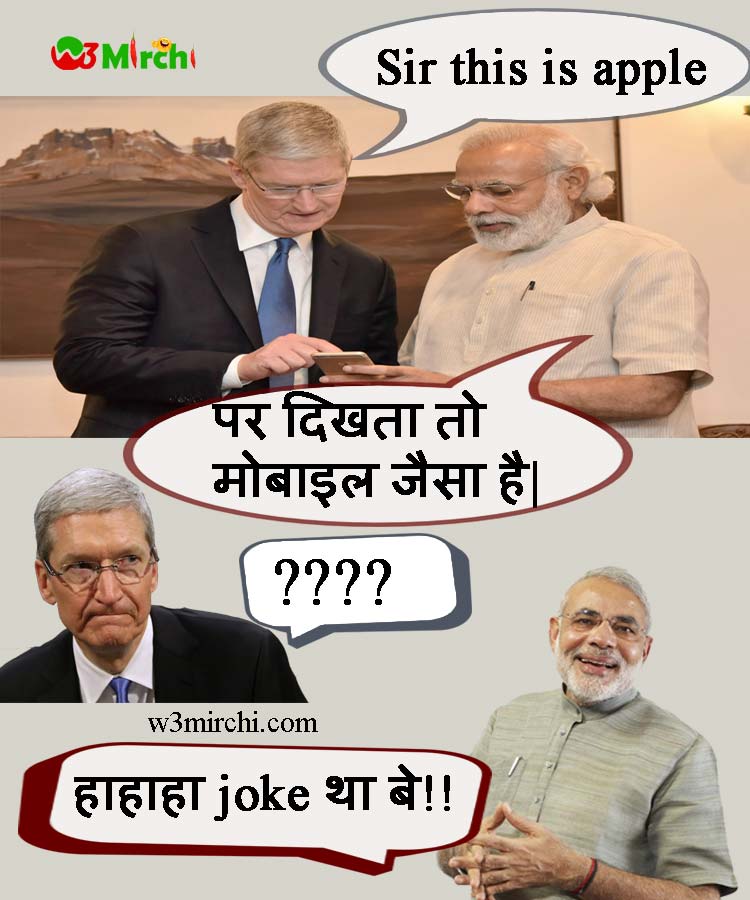 W3Mirchi
Sir this is apple
पर दिखता तो
मोबाइल जैसा है|
????
w3mirchi.com
हाहाहा joke था बे!!